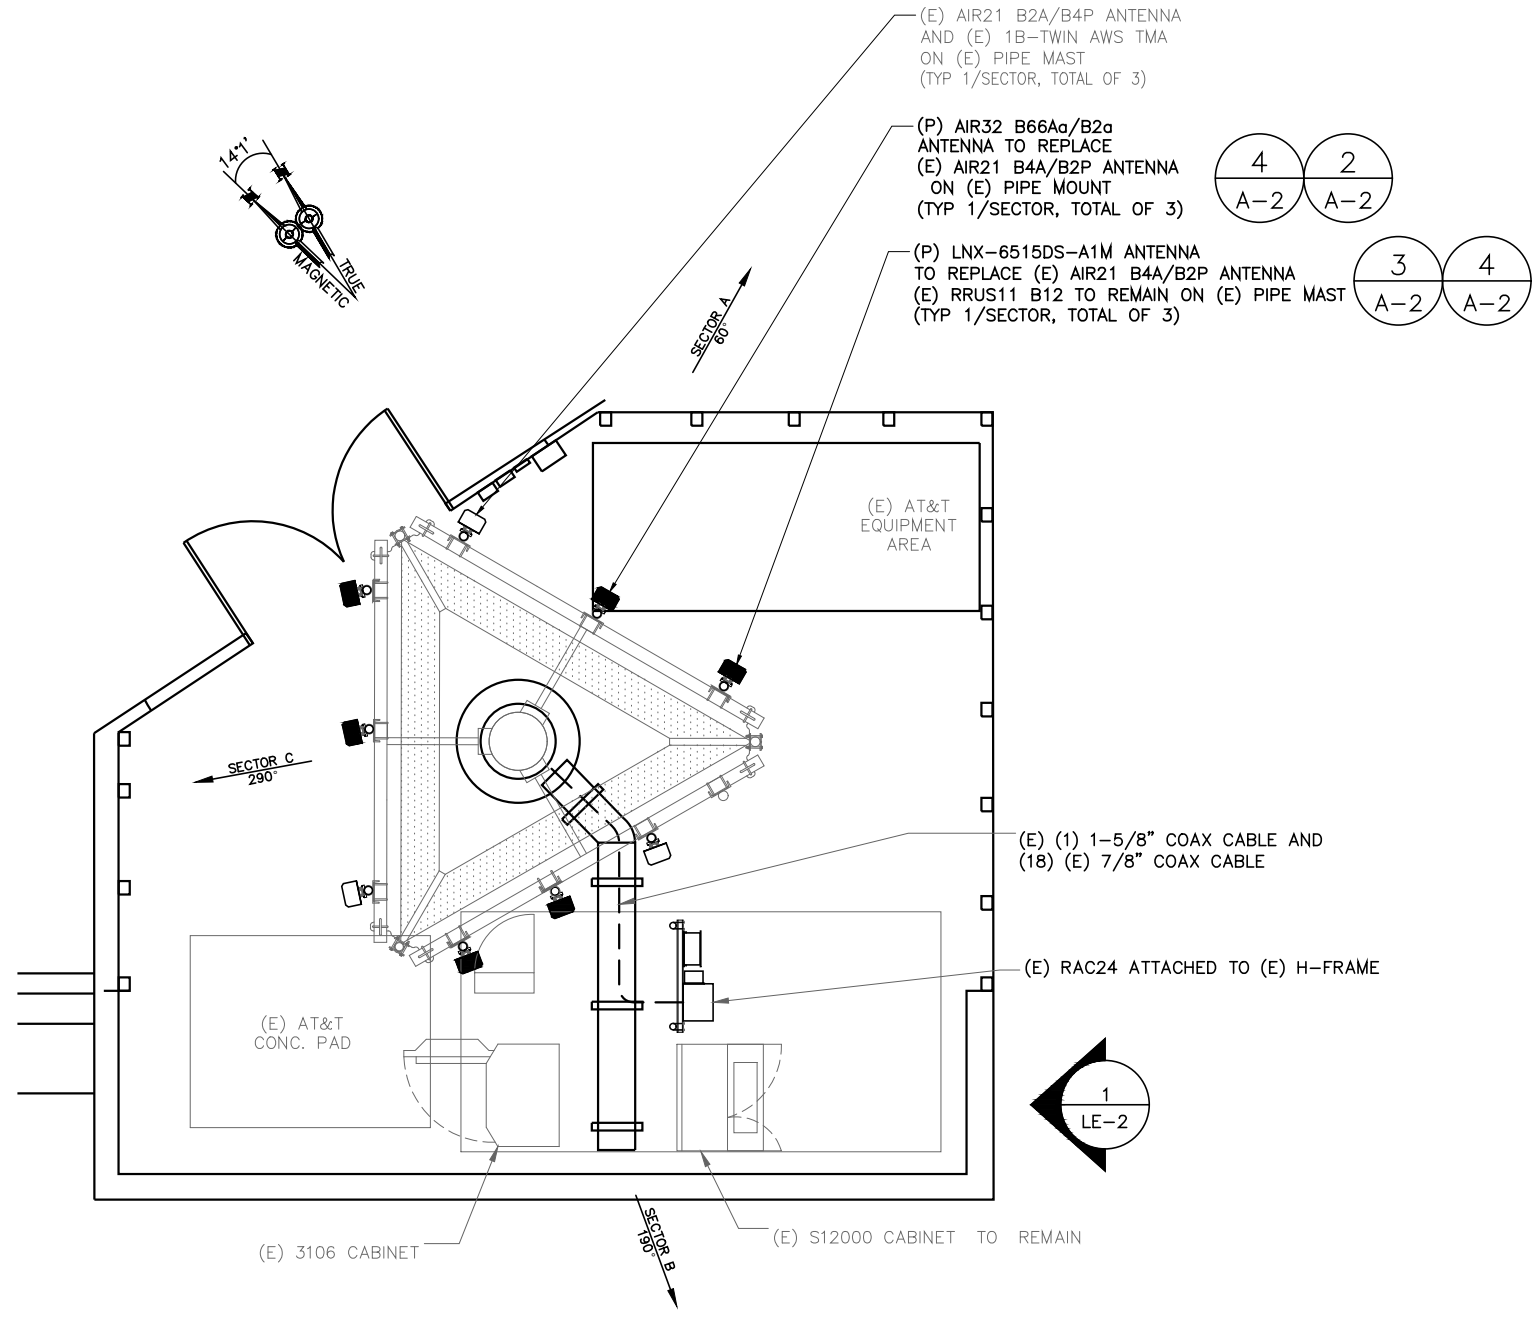 (E) AIR21 B2A/B4P ANTENNA
AND (E) 1B-TWIN AWS TMA
ON (E) PIPE MAST
(TYP 1/SECTOR, TOTAL OF 3)
(P) AIR32 B66Aa/B2a
ANTENNA TO REPLACE
(E) AIR21 B4A/B2P ANTENNA
ON (E) PIPE MOUNT
(TYP 1/SECTOR, TOTAL OF 3)
4
A-2
2
A-2
14°1'
N
N
MAGNETIC
TRUE
(P) LNX-6515DS-A1M ANTENNA
TO REPLACE (E) AIR21 B4A/B2P ANTENNA
(E) RRUS11 B12 TO REMAIN ON (E) PIPE MAST
(TYP 1/SECTOR, TOTAL OF 3)
3
A-2
4
A-2
SECTOR A
60°
(E) AT&T
EQUIPMENT
AREA
SECTOR C
290°
(E) (1) 1-5/8" COAX CABLE AND
(18) (E) 7/8" COAX CABLE
(E) RAC24 ATTACHED TO (E) H-FRAME
(E) AT&T
CONC. PAD
1
LE-2
SECTOR B
190°
(E) 3106 CABINET
(E) S12000 CABINET TO REMAIN